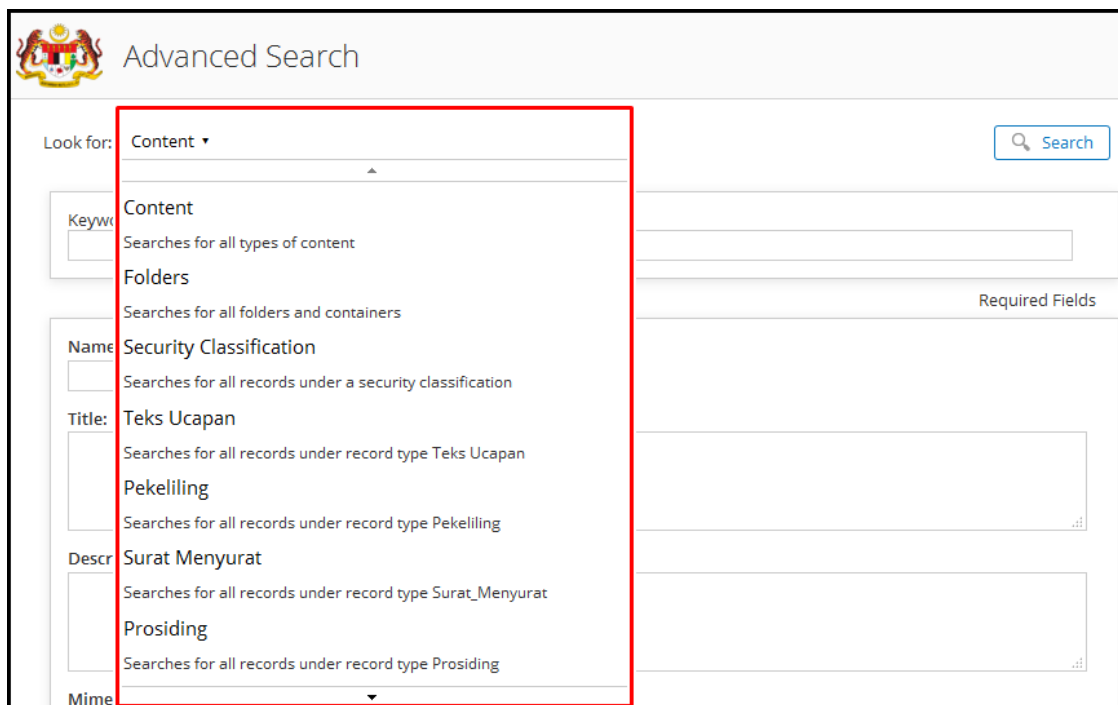 Advanced Search
Look for: Content
Search
Content
Searches for all types of content
Folders
Searches for all folders and containers
Required Fields
Name
Security Classification
Searches for all records under a security classification
Title:
Teks Ucapan
Searches for all records under record type Teks Ucapan
Pekeliling
Searches for all records under record type Pekeliling
Surat Menyurat
Searches for all records under record type Surat_Menyurat
Prosiding
Searches for all records under record type Prosiding